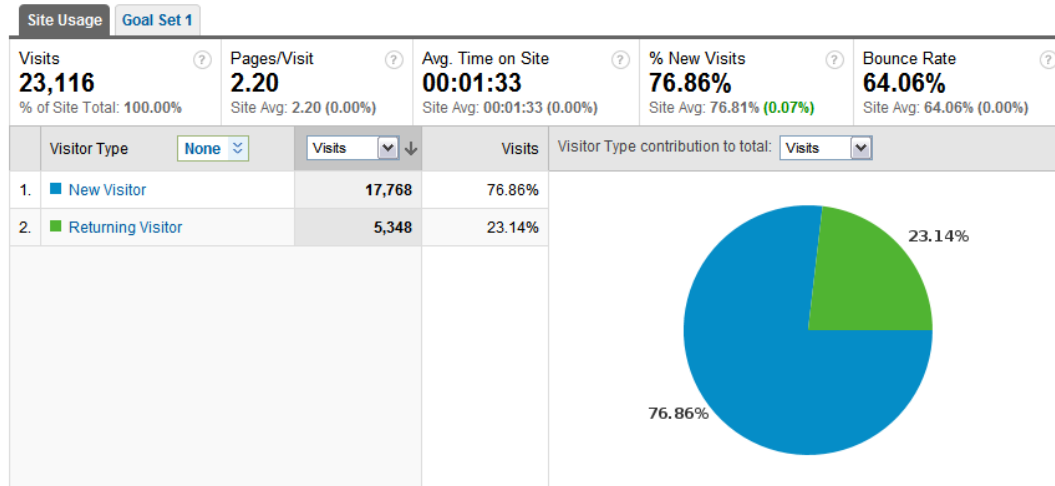 Site Usage Goal Set 1
Visits ? Pages/Visit ? Avg. Time on Site ? % New Visits ? Bounce Rate ?
23,116 2.20 00:01:33 76.86% 64.06%
% of Site Total: 100.00% Site Avg: 2.20 (0.00%) Site Avg: 00:01:33 (0.00%) Site Avg: 76.81% (0.07%) Site Avg: 64.06% (0.00%)
Visitor Type None Visits Visits Visitor Type contribution to total: Visits
1. New Visitor 17,768 76.86%
2. Returning Visitor 5,348 23.14%
23.14%
76.86%